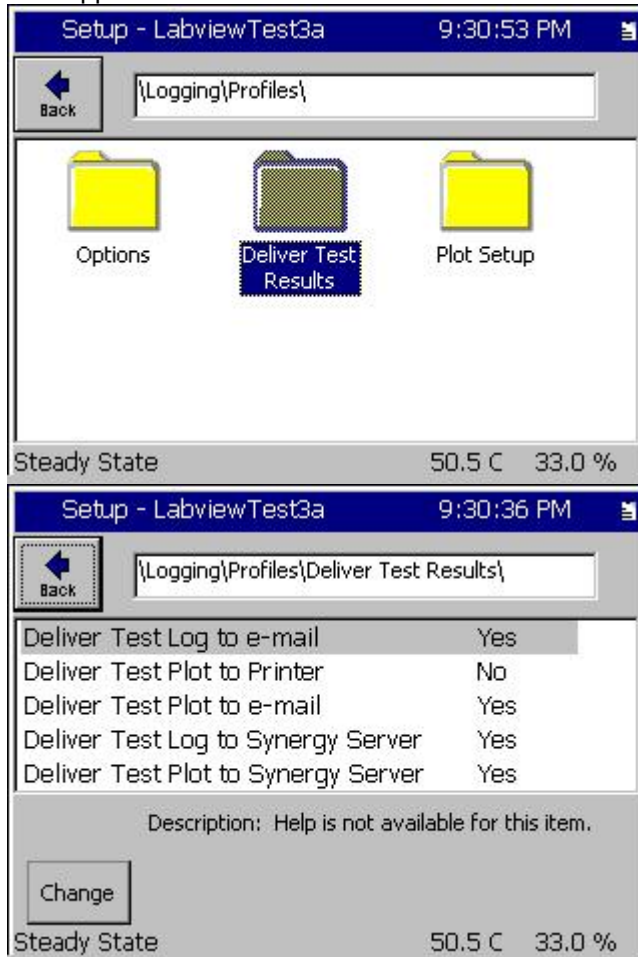 Setup - LabviewTest3a 9:30:53 PM
Back
\Logging\Profiles\
Options
Deliver Test
Results
Plot Setup
Steady State 50.5 C 33.0 %
Setup - LabviewTest3a 9:30:36 PM
Back
\Logging\Profiles\Deliver Test Results\
Deliver Test Log to e-mail Yes
Deliver Test Plot to Printer No
Deliver Test Plot to e-mail Yes
Deliver Test Log to Synergy Server Yes
Deliver Test Plot to Synergy Server Yes
Description: Help is not available for this item.
Change
Steady State 50.5 C 33.0 %